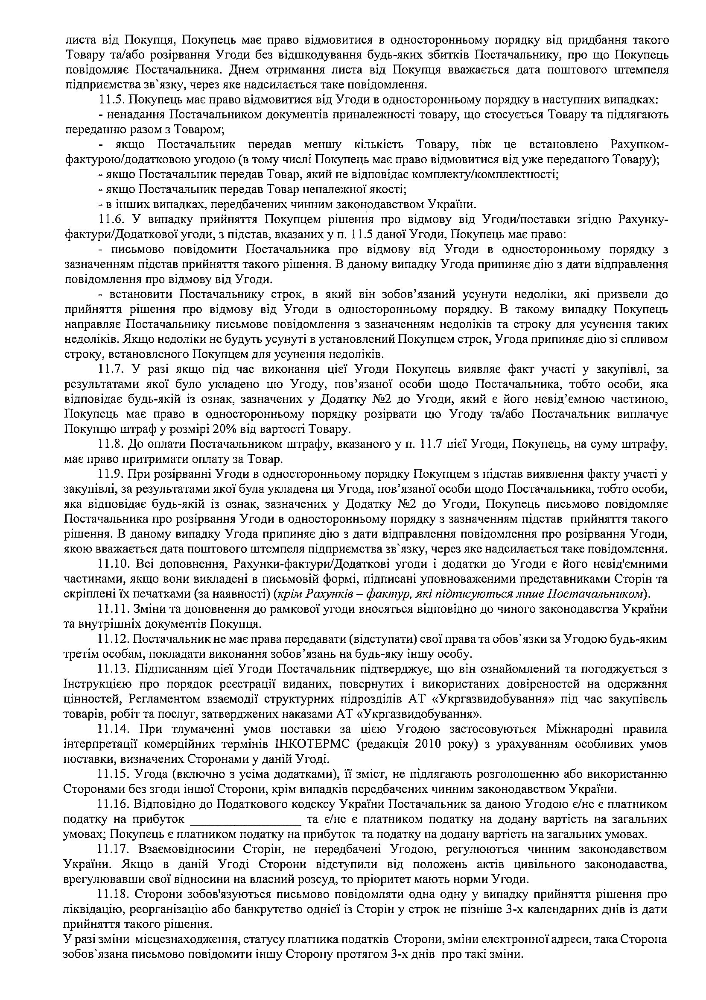 листа від Покупця, Покупець має право відмовитися в односторонньому порядку від придбання такого
Товару та/або розірвання Угоди без відшкодування будь-яких збитків Постачальнику, про що Покупець
повідомляє Постачальника. Днем отримання листа від Покупця вважається дата поштового штемпеля
підприємства зв`язку, через яке надсилається таке повідомлення.
11.5. Покупець має право відмовитися від Угоди в односторонньому порядку в наступних випадках:
- ненадання Постачальником документів приналежності товару, що стосується Товару та підлягають
переданню разом з Товаром;
- якщо Постачальник передав меншу кількість Товару, ніж це встановлено Рахунком-
фактурою/додатковою угодою (в тому числі Покупець має право відмовитися від уже переданого Товару);
- якщо Постачальник передав Товар, який не відповідає комплекту/комплектності;
- якщо Постачальник передав Товар неналежної якості;
- в інших випадках, передбачених чинним законодавством України.
11.6. У випадку прийняття Покупцем рішення про відмову від Угоди/поставки згідно Рахунку-
фактури/Додаткової угоди, з підстав, вказаних у п. 11.5 даної Угоди, Покупець має право:
- письмово повідомити Постачальника про відмову від Угоди в односторонньому порядку з
зазначенням підстав прийняття такого рішення. В даному випадку Угода припиняє дію з дати відправлення
повідомлення про відмову від Угоди.
- встановити Постачальнику строк, в який він зобов’язаний усунути недоліки, які призвели до
прийняття рішення про відмову від Угоди в односторонньому порядку. В такому випадку Покупець
направляє Постачальнику письмове повідомлення з зазначенням недоліків та строку для усунення таких
недоліків. Якщо недоліки не будуть усунуті в установлений Покупцем строк, Угода припиняє дію зі спливом
строку, встановленого Покупцем для усунення недоліків.
11.7. У разі якщо під час виконання цієї Угоди Покупець виявляє факт участі у закупівлі, за
результатами якої було укладено цю Угоду, пов’язаної особи щодо Постачальника, тобто особи, яка
відповідає будь-якій із ознак, зазначених у Додатку №2 до Угоди, який є його невід’ємною частиною,
Покупець має право в односторонньому порядку розірвати цю Угоду та/або Постачальник виплачує
Покупцю штраф у розмірі 20% від вартості Товару.
11.8. До оплати Постачальником штрафу, вказаного у п. 11.7 цієї Угоди, Покупець, на суму штрафу,
має право притримати оплату за Товар.
11.9. При розірванні Угоди в односторонньому порядку Покупцем з підстав виявлення факту участі у
закупівлі, за результатами якої була укладена ця Угода, пов’язаної особи щодо Постачальника, тобто особи,
яка відповідає будь-якій із ознак, зазначених у Додатку №2 до Угоди, Покупець письмово повідомляє
Постачальника про розірвання Угоди в односторонньому порядку з зазначенням підстав прийняття такого
рішення. В даному випадку Угода припиняє дію з дати відправлення повідомлення про розірвання Угоди,
якою вважається дата поштового штемпеля підприємства зв`язку, через яке надсилається таке повідомлення.
11.10. Всі доповнення, Рахунки-фактури/Додаткові угоди і додатки до Угоди є його невід'ємними
частинами, якщо вони викладені в письмовій формі, підписані уповноваженими представниками Сторін та
скріплені їх печатками (за наявності) (крім Рахунків – фактур, які підписуються лише Постачальником).
11.11. Зміни та доповнення до рамкової угоди вносяться відповідно до чиного законодавства України
та внутрішніх документів Покупця.
11.12. Постачальник не має права передавати (відступати) свої права та обов`язки за Угодою будь-яким
третім особам, покладати виконання зобов’язань на будь-яку іншу особу.
11.13. Підписанням цієї Угоди Постачальник підтверджує, що він ознайомлений та погоджується з
Інструкцією про порядок реєстрації виданих, повернутих і використаних довіреностей на одержання
цінностей, Регламентом взаємодії структурних підрозділів АТ «Укргазвидобування» під час закупівель
товарів, робіт та послуг, затверджених наказами АТ «Укргазвидобування».
11.14. При тлумаченні умов поставки за цією Угодою застосовуються Міжнародні правила
інтерпретації комерційних термінів ІНКОТЕРМС (редакція 2010 року) з урахуванням особливих умов
поставки, визначених Сторонами у даній Угоді.
11.15. Угода (включно з усіма додатками), її зміст, не підлягають розголошенню або використанню
Сторонами без згоди іншої Сторони, крім випадків передбачених чинним законодавством України.
11.16. Відповідно до Податкового кодексу України Постачальник за даною Угодою є/не є платником
податку на прибуток __________________ та є/не є платником податку на додану вартість на загальних
умовах; Покупець є платником податку на прибуток та податку на додану вартість на загальних умовах.
11.17. Взаємовідносини Сторін, не передбачені Угодою, регулюються чинним законодавством
України. Якщо в даній Угоді Сторони відступили від положень актів цивільного законодавства,
врегулювавши свої відносини на власний розсуд, то пріоритет мають норми Угоди.
11.18. Сторони зобов'язуються письмово повідомляти одна одну у випадку прийняття рішення про
ліквідацію, реорганізацію або банкрутство однієї із Сторін у строк не пізніше 3-х календарних днів із дати
прийняття такого рішення.
У разі зміни місцезнаходження, статусу платника податків Сторони, зміни електронної адреси, така Сторона
зобов`язана письмово повідомити іншу Сторону протягом 3-х днів про такі зміни.